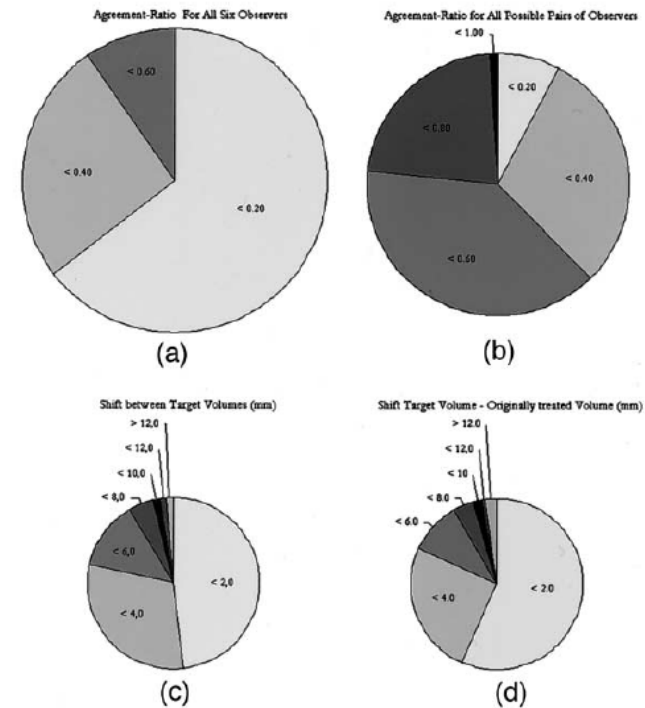 Agreement-Ratio For All Six Observers
< 0.60
< 0.40
< 0.20
(a)
Agreement-Ratio for All Possible Pairs of Observers
< 1.00
< 0.20
< 0.80
< 0.40
< 0.60
(b)
Shift between Target Volumes (mm)
> 12,0
< 12,0
< 10,0
< 8,0
< 6,0
< 2,0
< 4,0
(c)
Shift Target Volume - Originally treated Volume (mm)
> 12.0
< 12,0
< 10
< 8.0
< 6.0
< 4.0
< 2.0
(d)